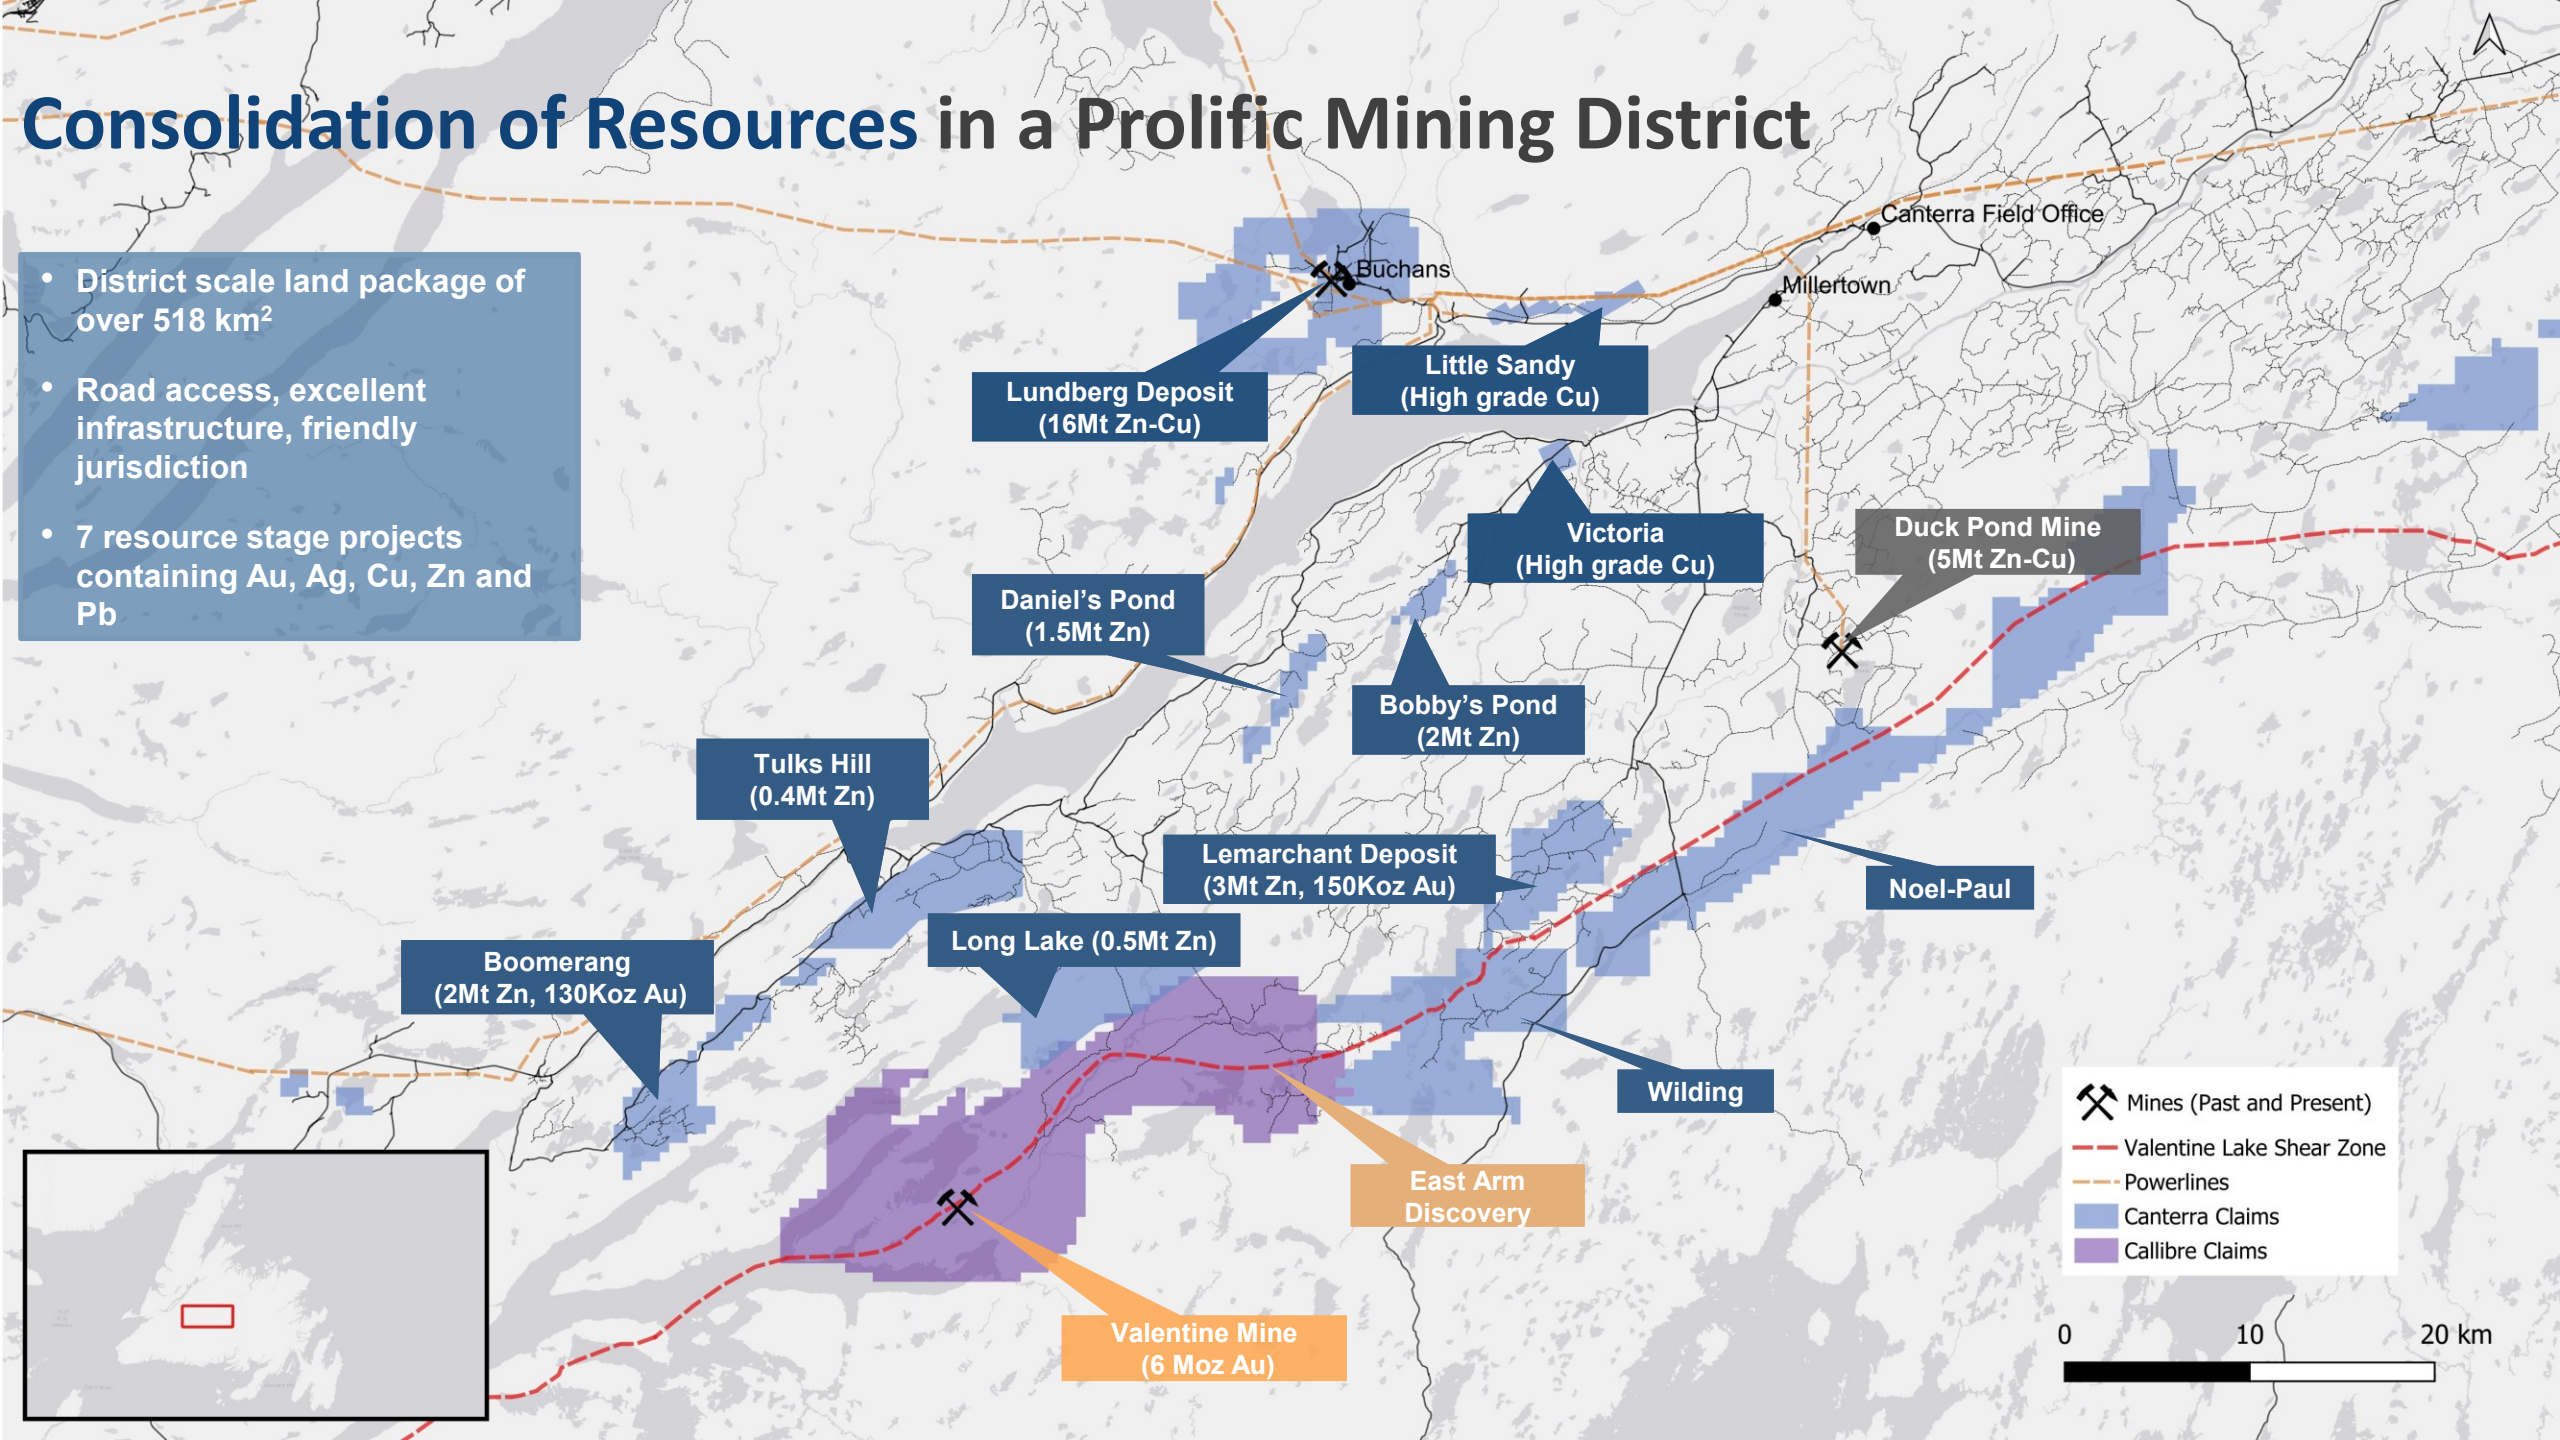 Consolidation of Resources in a Prolific Mining District
• District scale land package of
over 518 km²
• Road access, excellent
infrastructure, friendly
jurisdiction
• 7 resource stage projects
containing Au, Ag, Cu, Zn and
Pb
Canterra Field Office
Buchans
Millertown
Lundberg Deposit
(16Mt Zn-Cu)
Little Sandy
(High grade Cu)
Victoria
(High grade Cu)
Duck Pond Mine
(5Mt Zn-Cu)
Daniel's Pond
(1.5Mt Zn)
Bobby's Pond
(2Mt Zn)
Tulks Hill
(0.4Mt Zn)
Lemarchant Deposit
(3Mt Zn, 150Koz Au)
Noel-Paul
Long Lake (0.5Mt Zn)
Boomerang
(2Mt Zn, 130Koz Au)
Wilding
East Arm
Discovery
Valentine Mine
(6 Moz Au)
Mines (Past and Present)
Valentine Lake Shear Zone
Powerlines
Canterra Claims
Callibre Claims
0 10 20 km